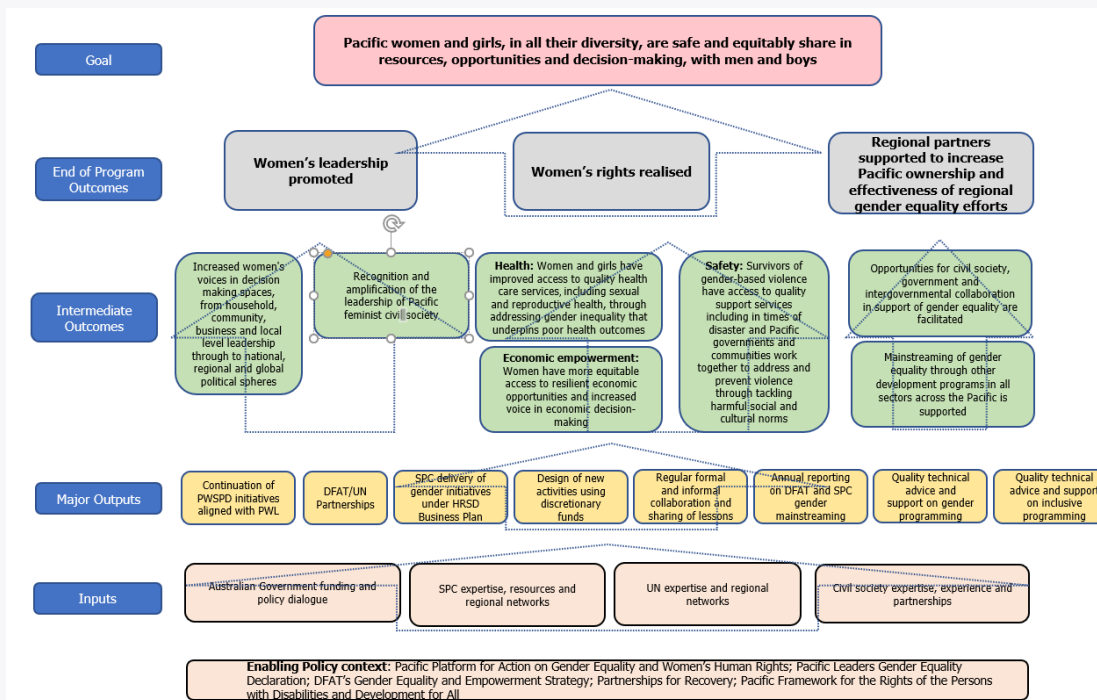 Goal
Pacific women and girls, in all their diversity, are safe and equitably share in
resources, opportunities and decision-making, with men and boys
End of Program
Outcomes
Women's leadership
promoted
Women's rights realised
Regional partners
supported to increase
Pacific ownership and
effectiveness of regional
gender equality efforts
Intermediate
Outcomes
Increased women's
voices in decision
making spaces,
from household,
community,
business and local
level leadership
through to national,
regional and global
political spheres
Recognition and
amplification of the
leadership of Pacific
feminist civil society
Health: Women and girls have
improved access to quality health
care services, including sexual
and reproductive health, through
addressing gender inequality that
underpins poor health outcomes
Economic empowerment:
Women have more equitable
access to resilient economic
opportunities and increased
voice in economic decision-
making
Safety: Survivors of
gender-based violence
have access to quality
support services
including in times of
disaster and Pacific
governments and
communities work
together to address and
prevent violence
through tackling
harmful social and
cultural norms
Opportunities for civil society,
government and
intergovernmental collaboration
in support of gender equality are
facilitated
Mainstreaming of gender
equality through other
development programs in all
sectors across the Pacific is
supported
Major Outputs
Continuation of
PWSPD initiatives
aligned with PWL
DFAT/UN
Partnerships
SPC delivery of
gender initiatives
under HRSD
Business Plan
Design of new
activities using
discretionary
funds
Regular formal
and informal
collaboration and
sharing of lessons
Annual reporting
on DFAT and SPC
gender
mainstreaming
Quality technical
advice and
support on gender
programming
Quality technical
advice and support
on inclusive
programming
Inputs
Australian Government funding and
policy dialogue
SPC expertise, resources and
regional networks
UN expertise and regional
networks
Civil society expertise, experience and
partnerships
Enabling Policy context: Pacific Platform for Action on Gender Equality and Women's Human Rights; Pacific Leaders Gender Equality
Declaration; DFAT's Gender Equality and Empowerment Strategy; Partnerships for Recovery; Pacific Framework for the Rights of the Persons
with Disabilities and Development for All